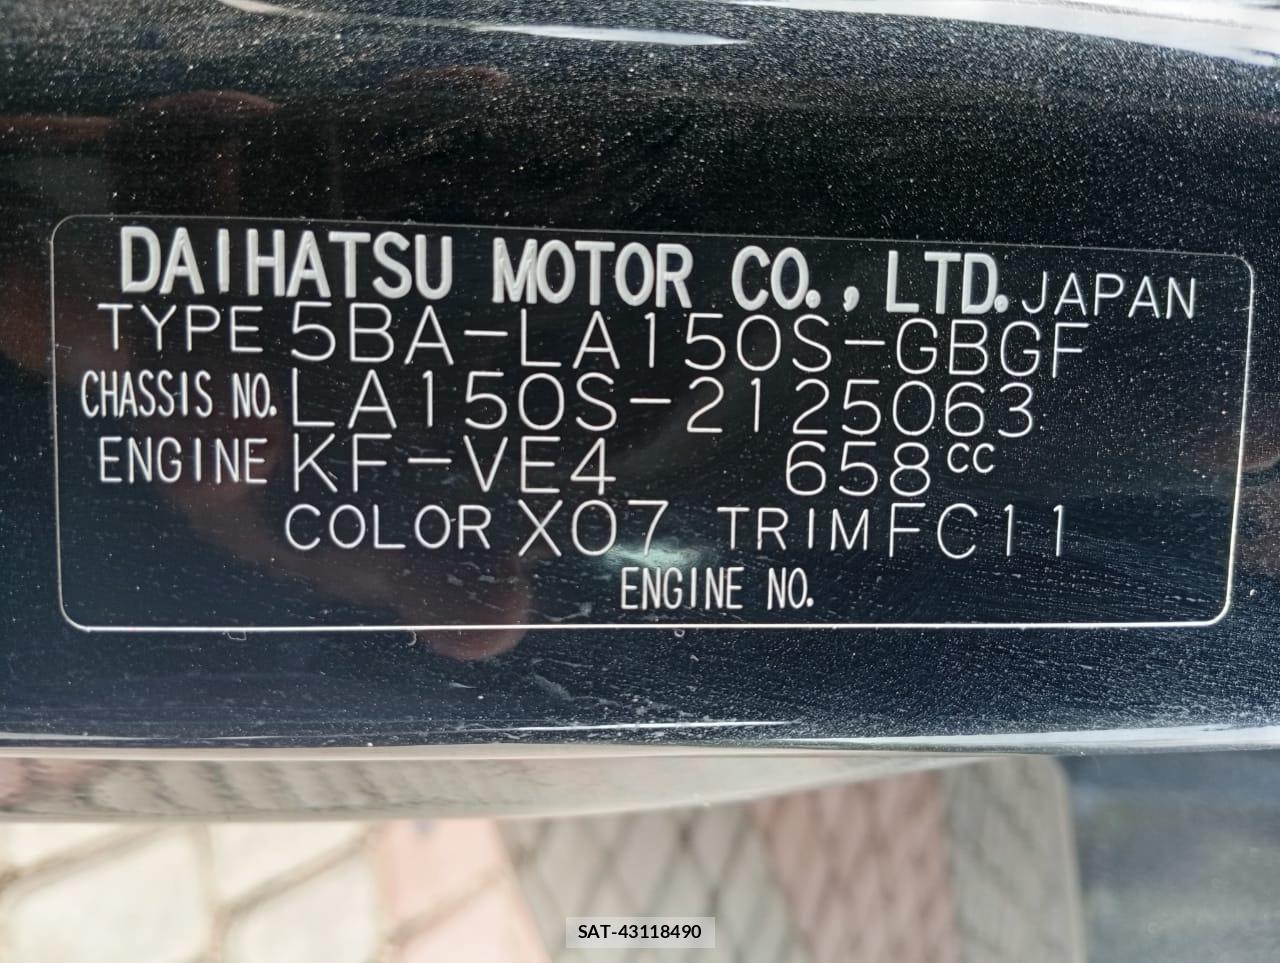 DAIHATSU MOTOR CO., LTD. JAPAN
TYPE 5BA-LA150S-GBGF
CHASSIS NO. LA150S-2125063
ENGINE KF-VE4 658cc
COLOR X07 TRIM FC11
ENGINE NO.
SAT-43118490